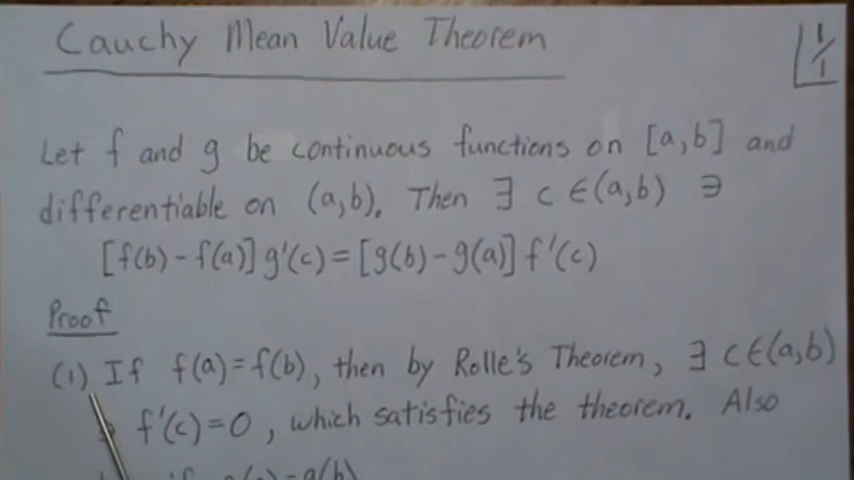 Cauchy Mean Value Theorem
1/1
Let f and g be continuous functions on [a,b] and
differentiable on (a,b). Then ∃ c ∈ (a,b) ∋
[f(b) - f(a)] g'(c) = [g(b) - g(a)] f'(c)
Proof
(1) If f(a) = f(b), then by Rolle's Theorem, ∃ c∈(a,b)
f'(c) = 0, which satisfies the theorem. Also
if g(a) = g(b)